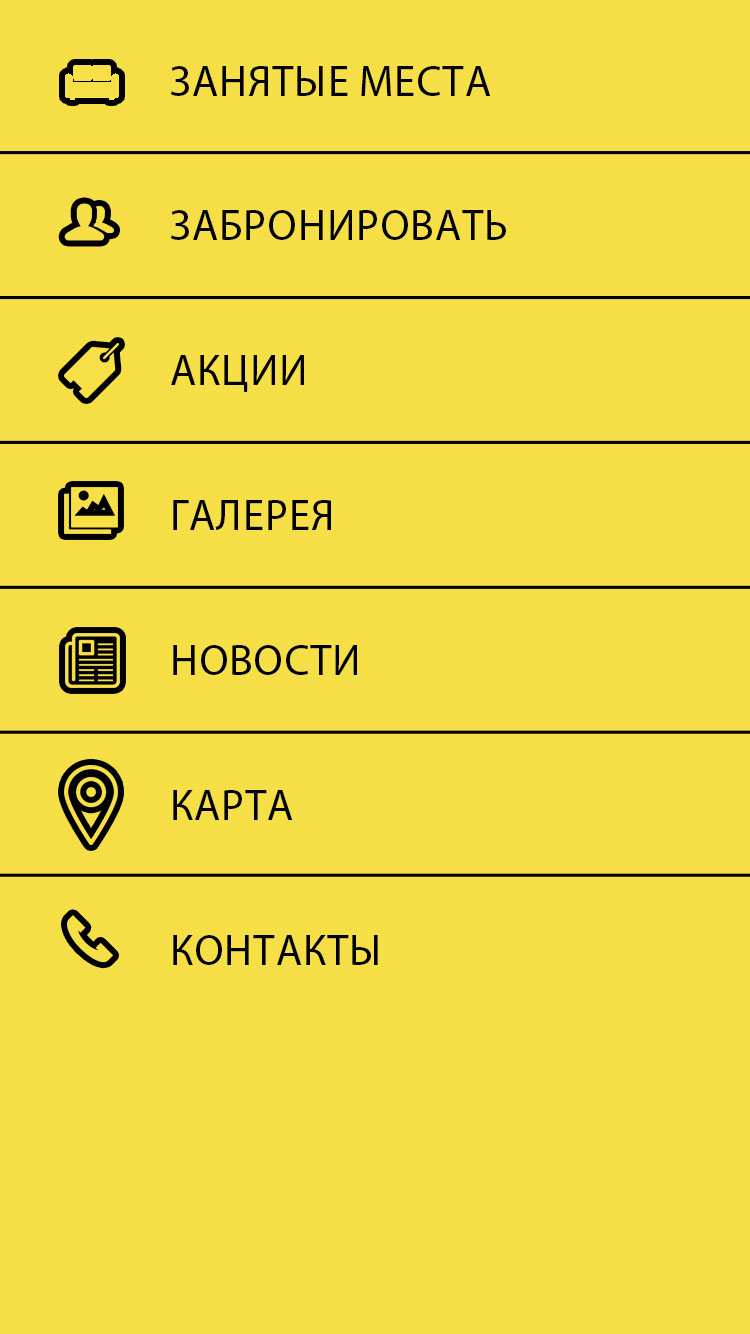 ЗАНЯТЫЕ МЕСТА
ЗАБРОНИРОВАТЬ
АКЦИИ
ГАЛЕРЕЯ
НОВОСТИ
КАРТА
КОНТАКТЫ